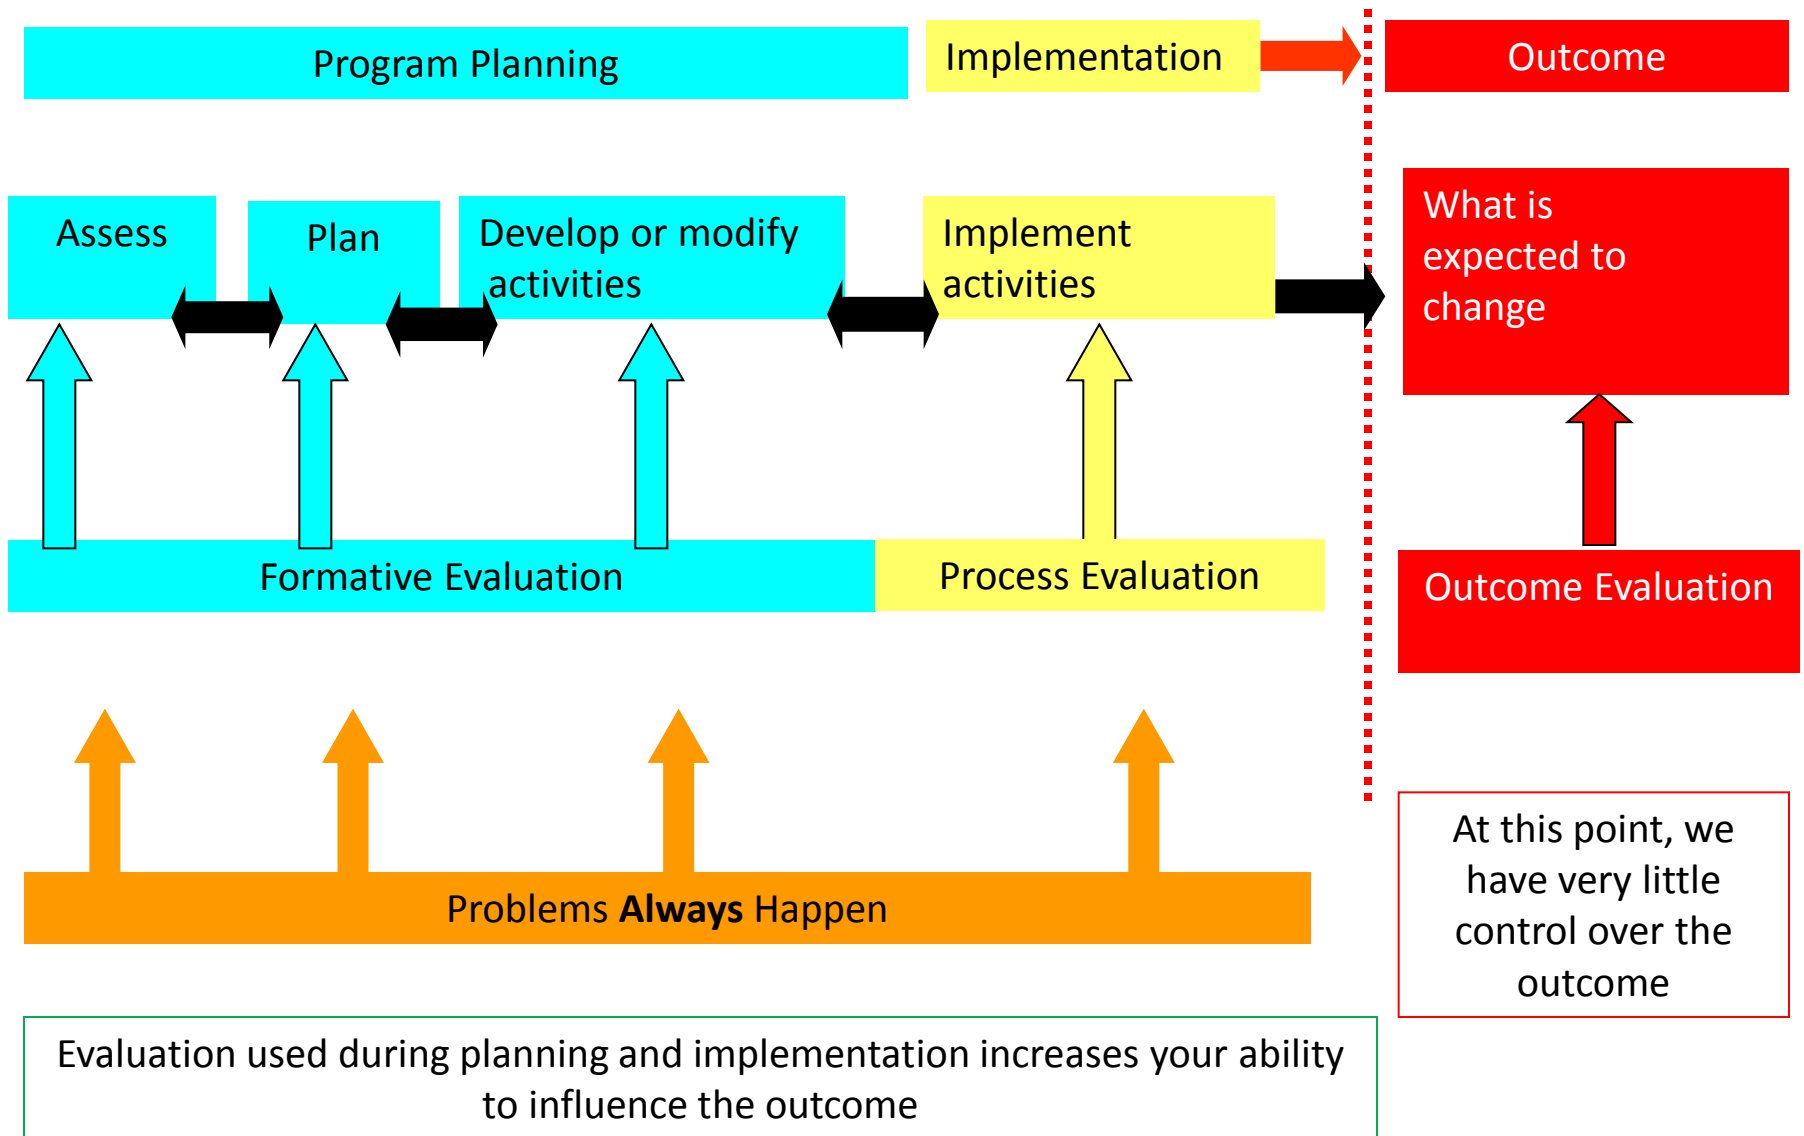 Program Planning
Implementation
Outcome
Assess
Plan
Develop or modify
activities
Implement
activities
What is
expected to
change
Formative Evaluation
Process Evaluation
Outcome Evaluation
Problems Always Happen
At this point, we
have very little
control over the
outcome
Evaluation used during planning and implementation increases your ability
to influence the outcome